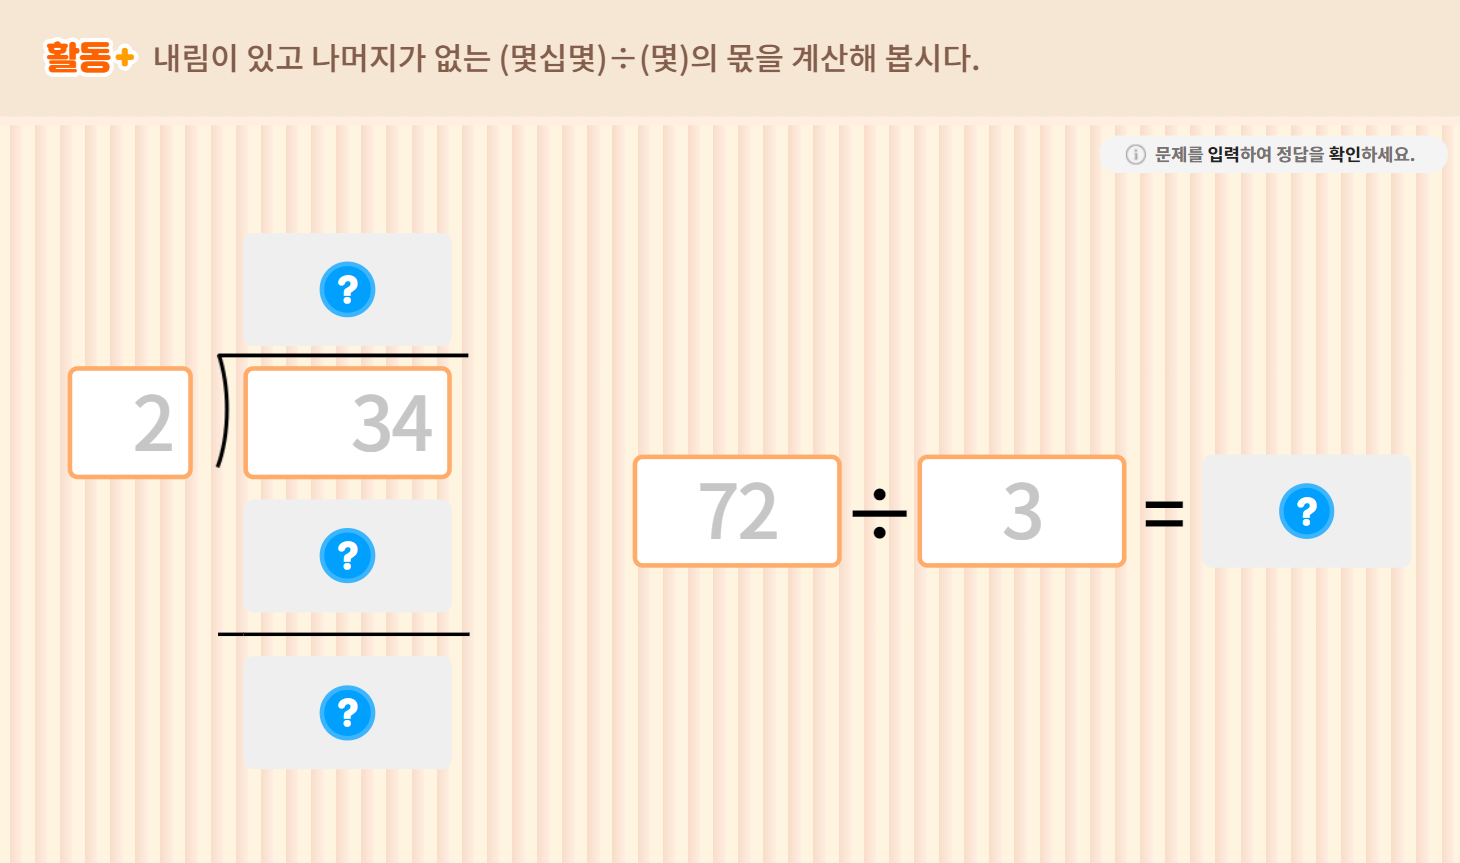 활동+ 내림이 있고 나머지가 없는 (몇십몇)÷(몇)의 몫을 계산해 봅시다.
문제를 입력하여 정답을 확인하세요.
?
2 34
?
?
72 ÷ 3 = ?